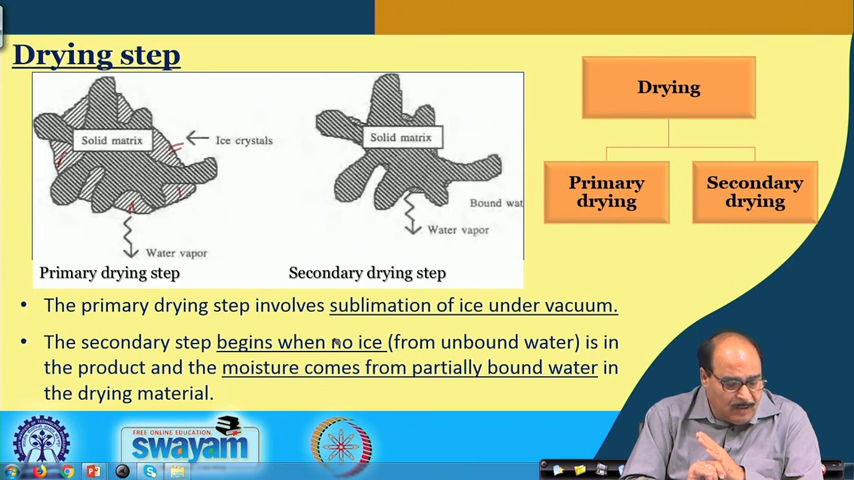 Drying step
Solid matrix
Ice crystals
Water vapor
Primary drying step
Solid matrix
Bound wat
Water vapor
Secondary drying step
Drying
Primary
drying
Secondary
drying
• The primary drying step involves sublimation of ice under vacuum.
• The secondary step begins when no ice (from unbound water) is in
the product and the moisture comes from partially bound water in
the drying material.
FREE ONLINE EDUCATION
swayam